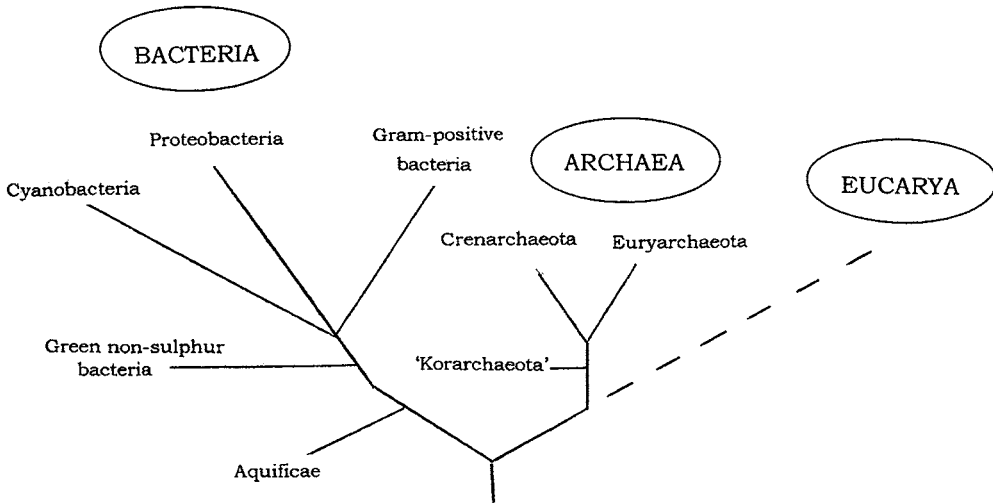 BACTERIA
Proteobacteria
Gram-positive
bacteria
ARCHAEA
EUCARYA
Cyanobacteria
Crenarchaeota
Euryarchaeota
Green non-sulphur
bacteria
‘Korarchaeota’
Aquificae